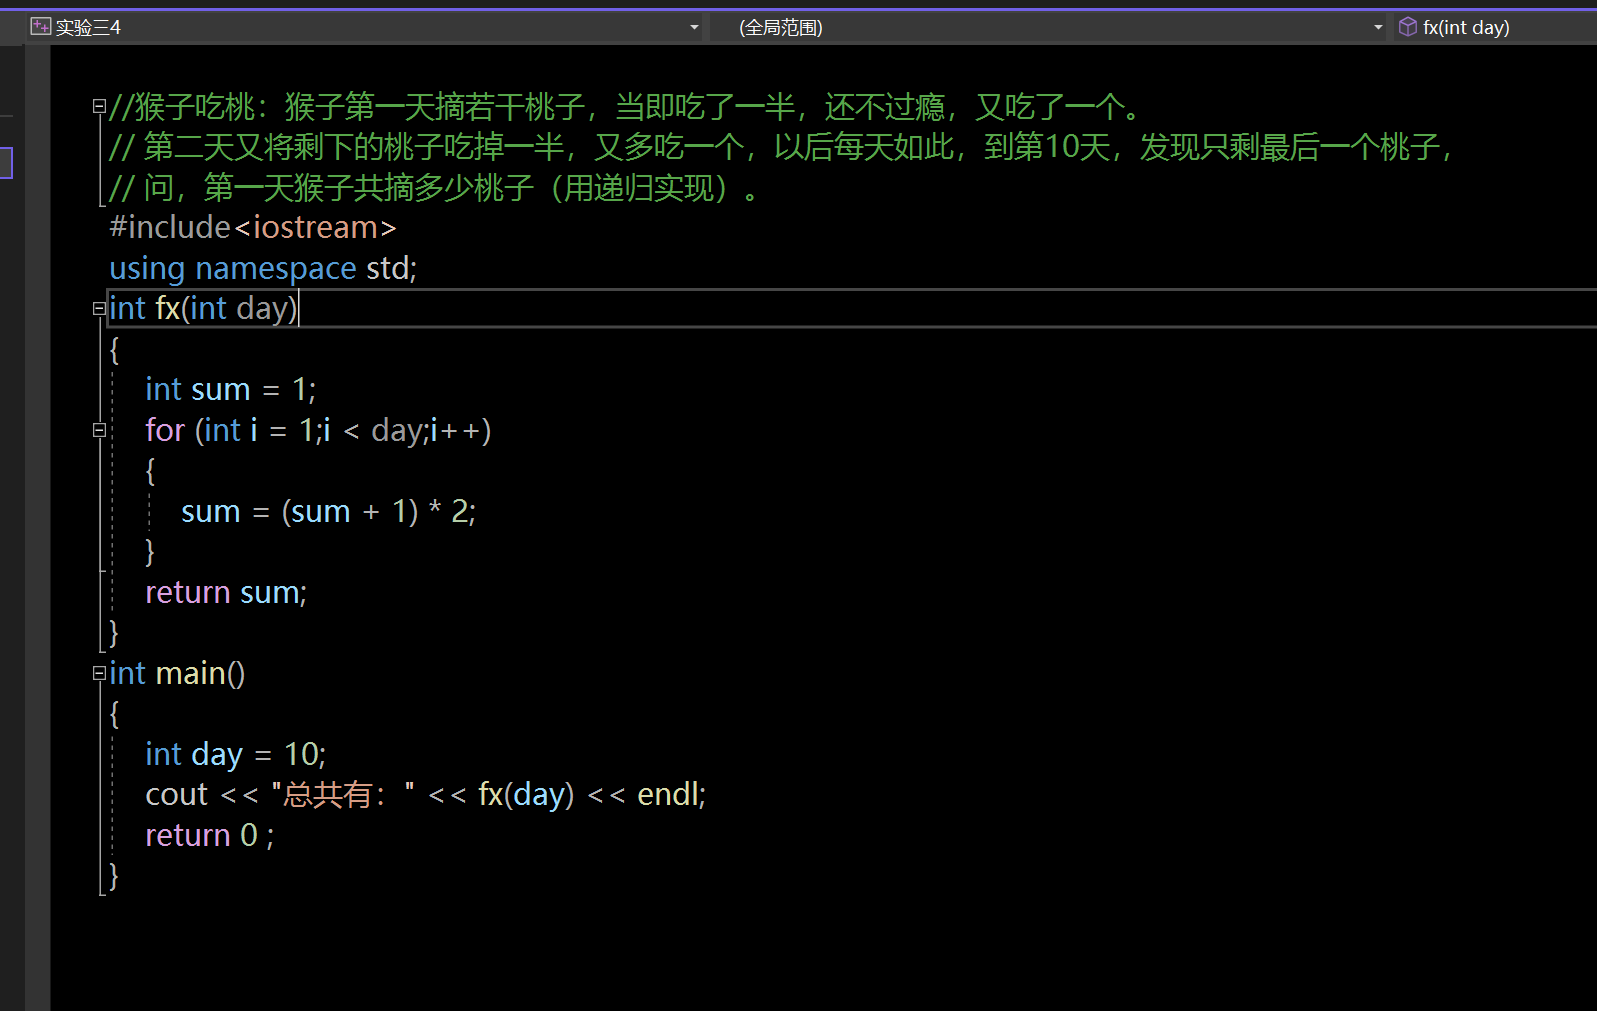 实验三4 (全局范围) fx(int day)
//猴子吃桃：猴子第一天摘若干桃子，当即吃了一半，还不过瘾，又吃了一个。
// 第二天又将剩下的桃子吃掉一半，又多吃一个，以后每天如此，到第10天，发现只剩最后一个桃子，
// 问，第一天猴子共摘多少桃子（用递归实现）。
#include<iostream>
using namespace std;
int fx(int day)
{
int sum = 1;
for (int i = 1;i < day;i++)
{
sum = (sum + 1) * 2;
}
return sum;
}
int main()
{
int day = 10;
cout << "总共有：" << fx(day) << endl;
return 0 ;
}